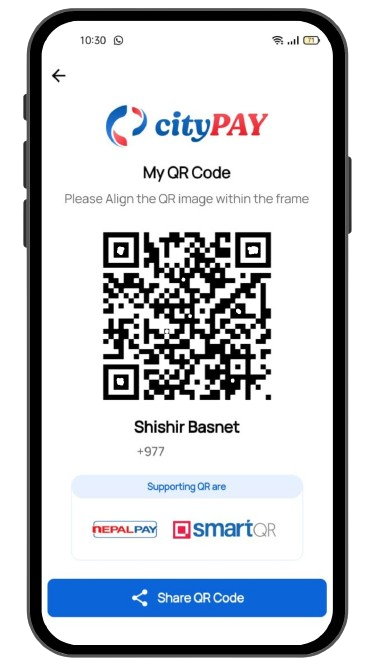 10:30
71
cityPAY
My QR Code
Please Align the QR image within the frame
Shishir Basnet
+977
Supporting QR are
nEPALPAY smartQR
Share QR Code